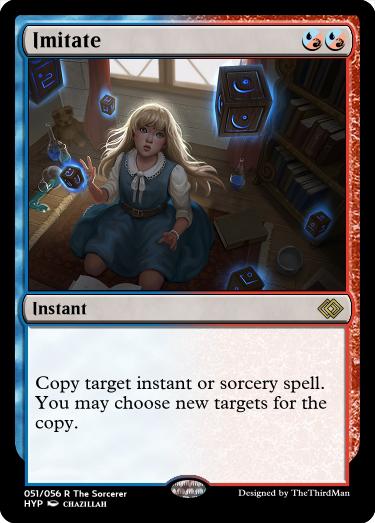 Imitate
Instant
Copy target instant or sorcery spell.
You may choose new targets for the
copy.
051/056 R The Sorcerer
HYP CHAZILLAH
Designed by TheThirdMan